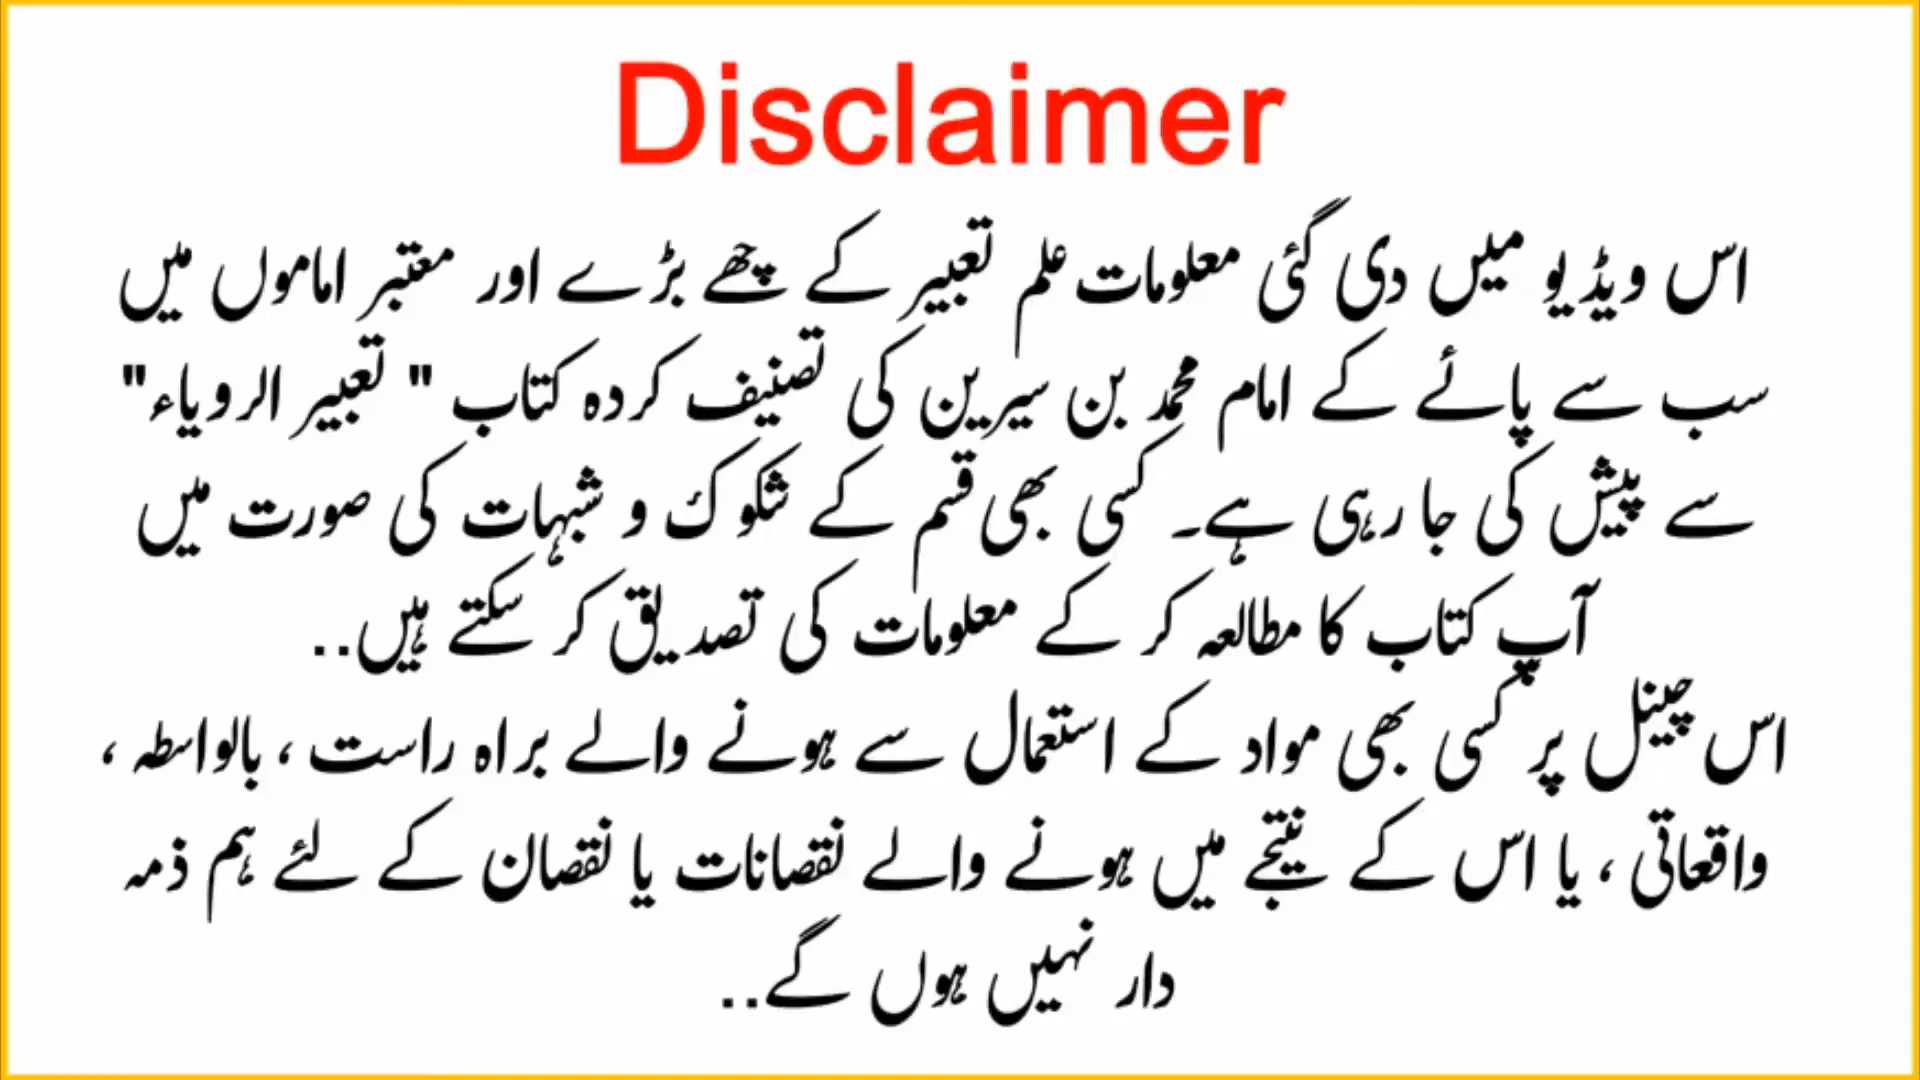 Disclaimer
اس ویڈیو میں دی گئی معلومات علم تعبیر کے چھے بڑے اور معتبر اماموں میں
سب سے پائے کے امام محمد بن سیرین کی تصنیف کردہ کتاب " تعبیر الرویاء"
سے پیش کی جا رہی ہے۔ کسی بھی قسم کے شکوک و شبہات کی صورت میں
آپ کتاب کا مطالعہ کر کے معلومات کی تصدیق کر سکتے ہیں..
اس چینل پر کسی بھی مواد کے استعمال سے ہونے والے براہ راست ، بالواسطہ ،
واقعاتی ، یا اس کے نیتجے میں ہونے والے نقصانات یا نقصان کے لئے ہم ذمہ
دار نہیں ہوں گے..